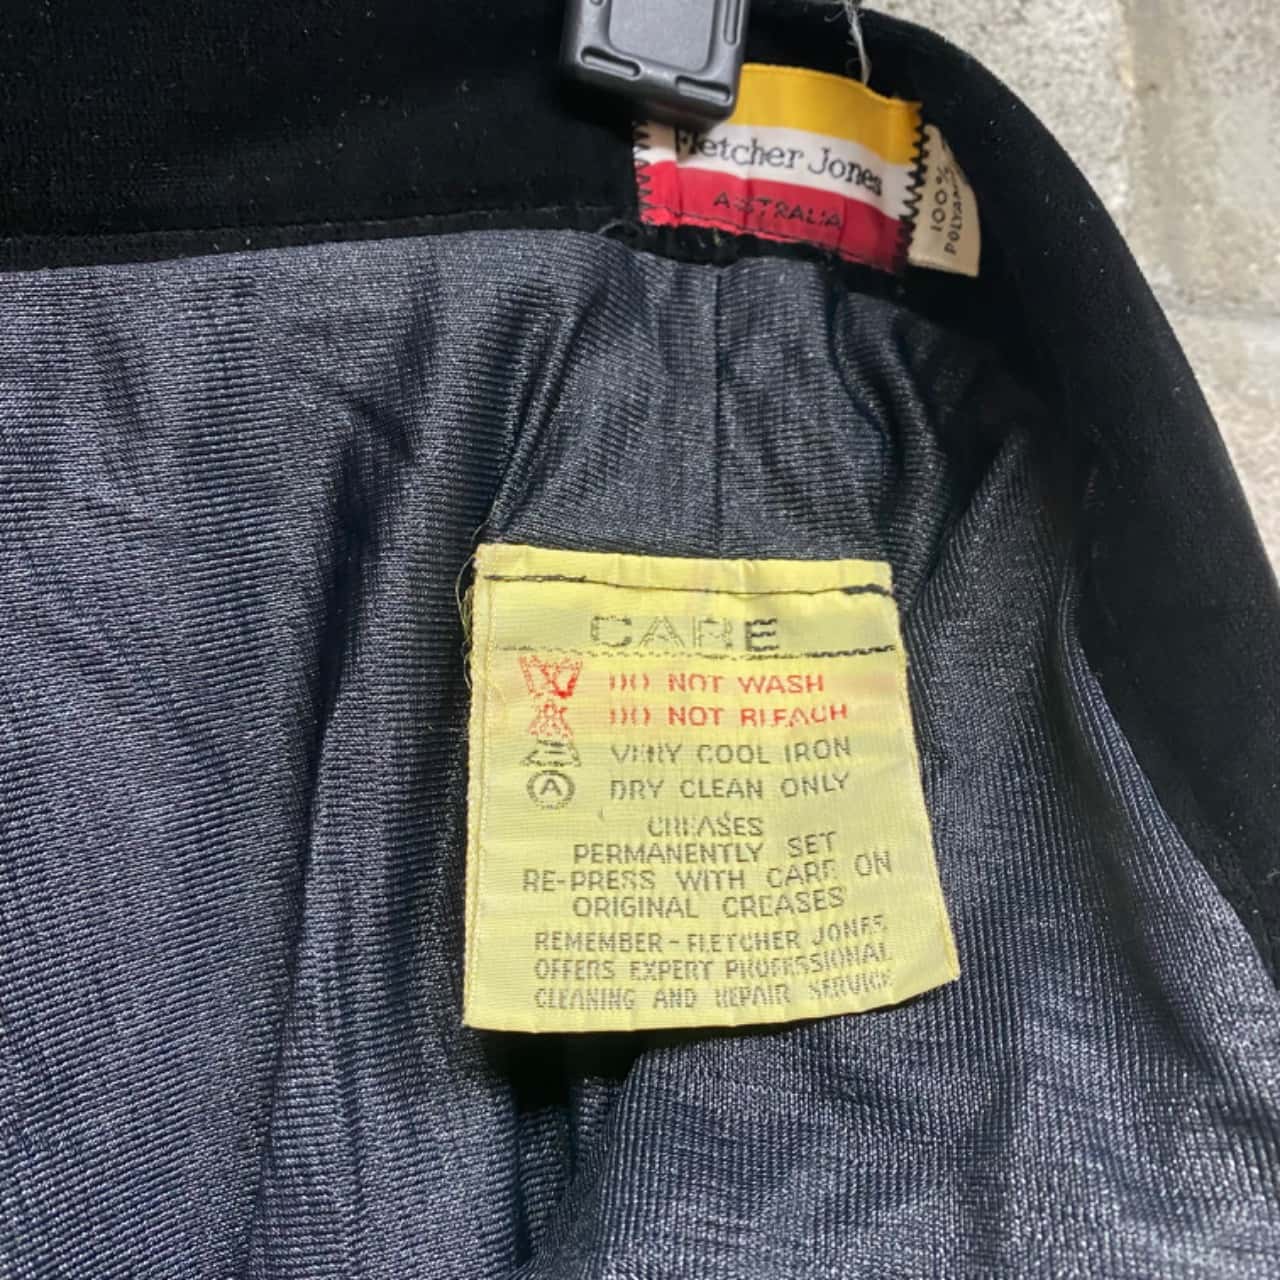 Fletcher Jones
AUSTRALIA
100%
CARE
DO NOT WASH
DO NOT BLEACH
VERY COOL IRON
A DRY CLEAN ONLY
CREASES
PERMANENTLY SET
RE-PRESS WITH CARE ON
ORIGINAL CREASES
REMEMBER - FLETCHER JONES
OFFERS EXPERT PROFESSIONAL
CLEANING AND REPAIR SERVICE